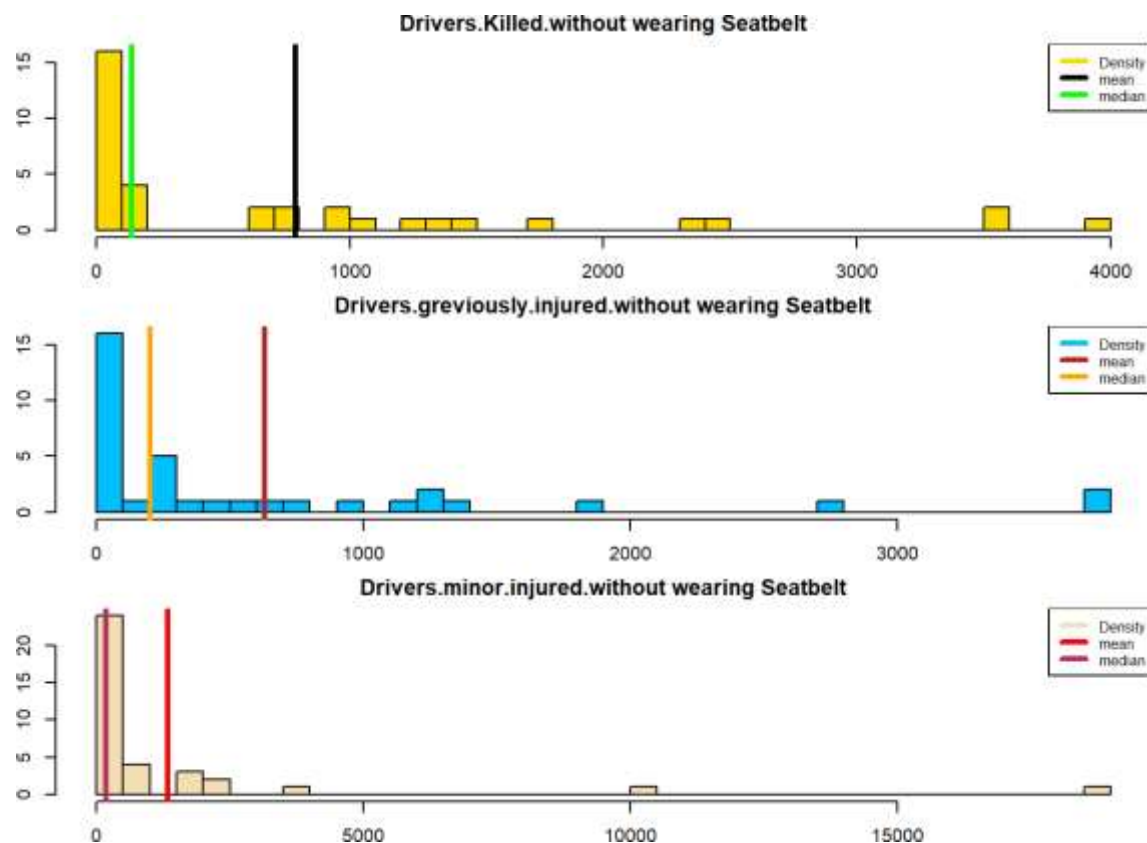 Drivers.Killed.without wearing Seatbelt
Density
mean
median
15
10
5
0
0 1000 2000 3000 4000
Drivers.greviously.injured.without wearing Seatbelt
Density
mean
median
15
10
5
0
0 1000 2000 3000
Drivers.minor.injured.without wearing Seatbelt
Density
mean
median
20
15
10
5
0
0 5000 10000 15000